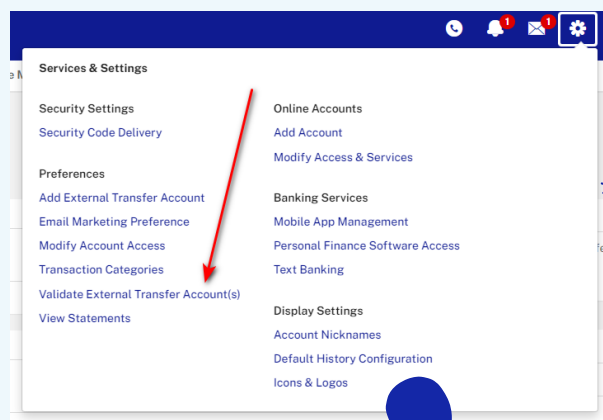 1
1
Services & Settings
Security Settings
Security Code Delivery
Preferences
Add External Transfer Account
Email Marketing Preference
Modify Account Access
Transaction Categories
Validate External Transfer Account(s)
View Statements
Online Accounts
Add Account
Modify Access & Services
Banking Services
Mobile App Management
Personal Finance Software Access
Text Banking
Display Settings
Account Nicknames
Default History Configuration
Icons & Logos